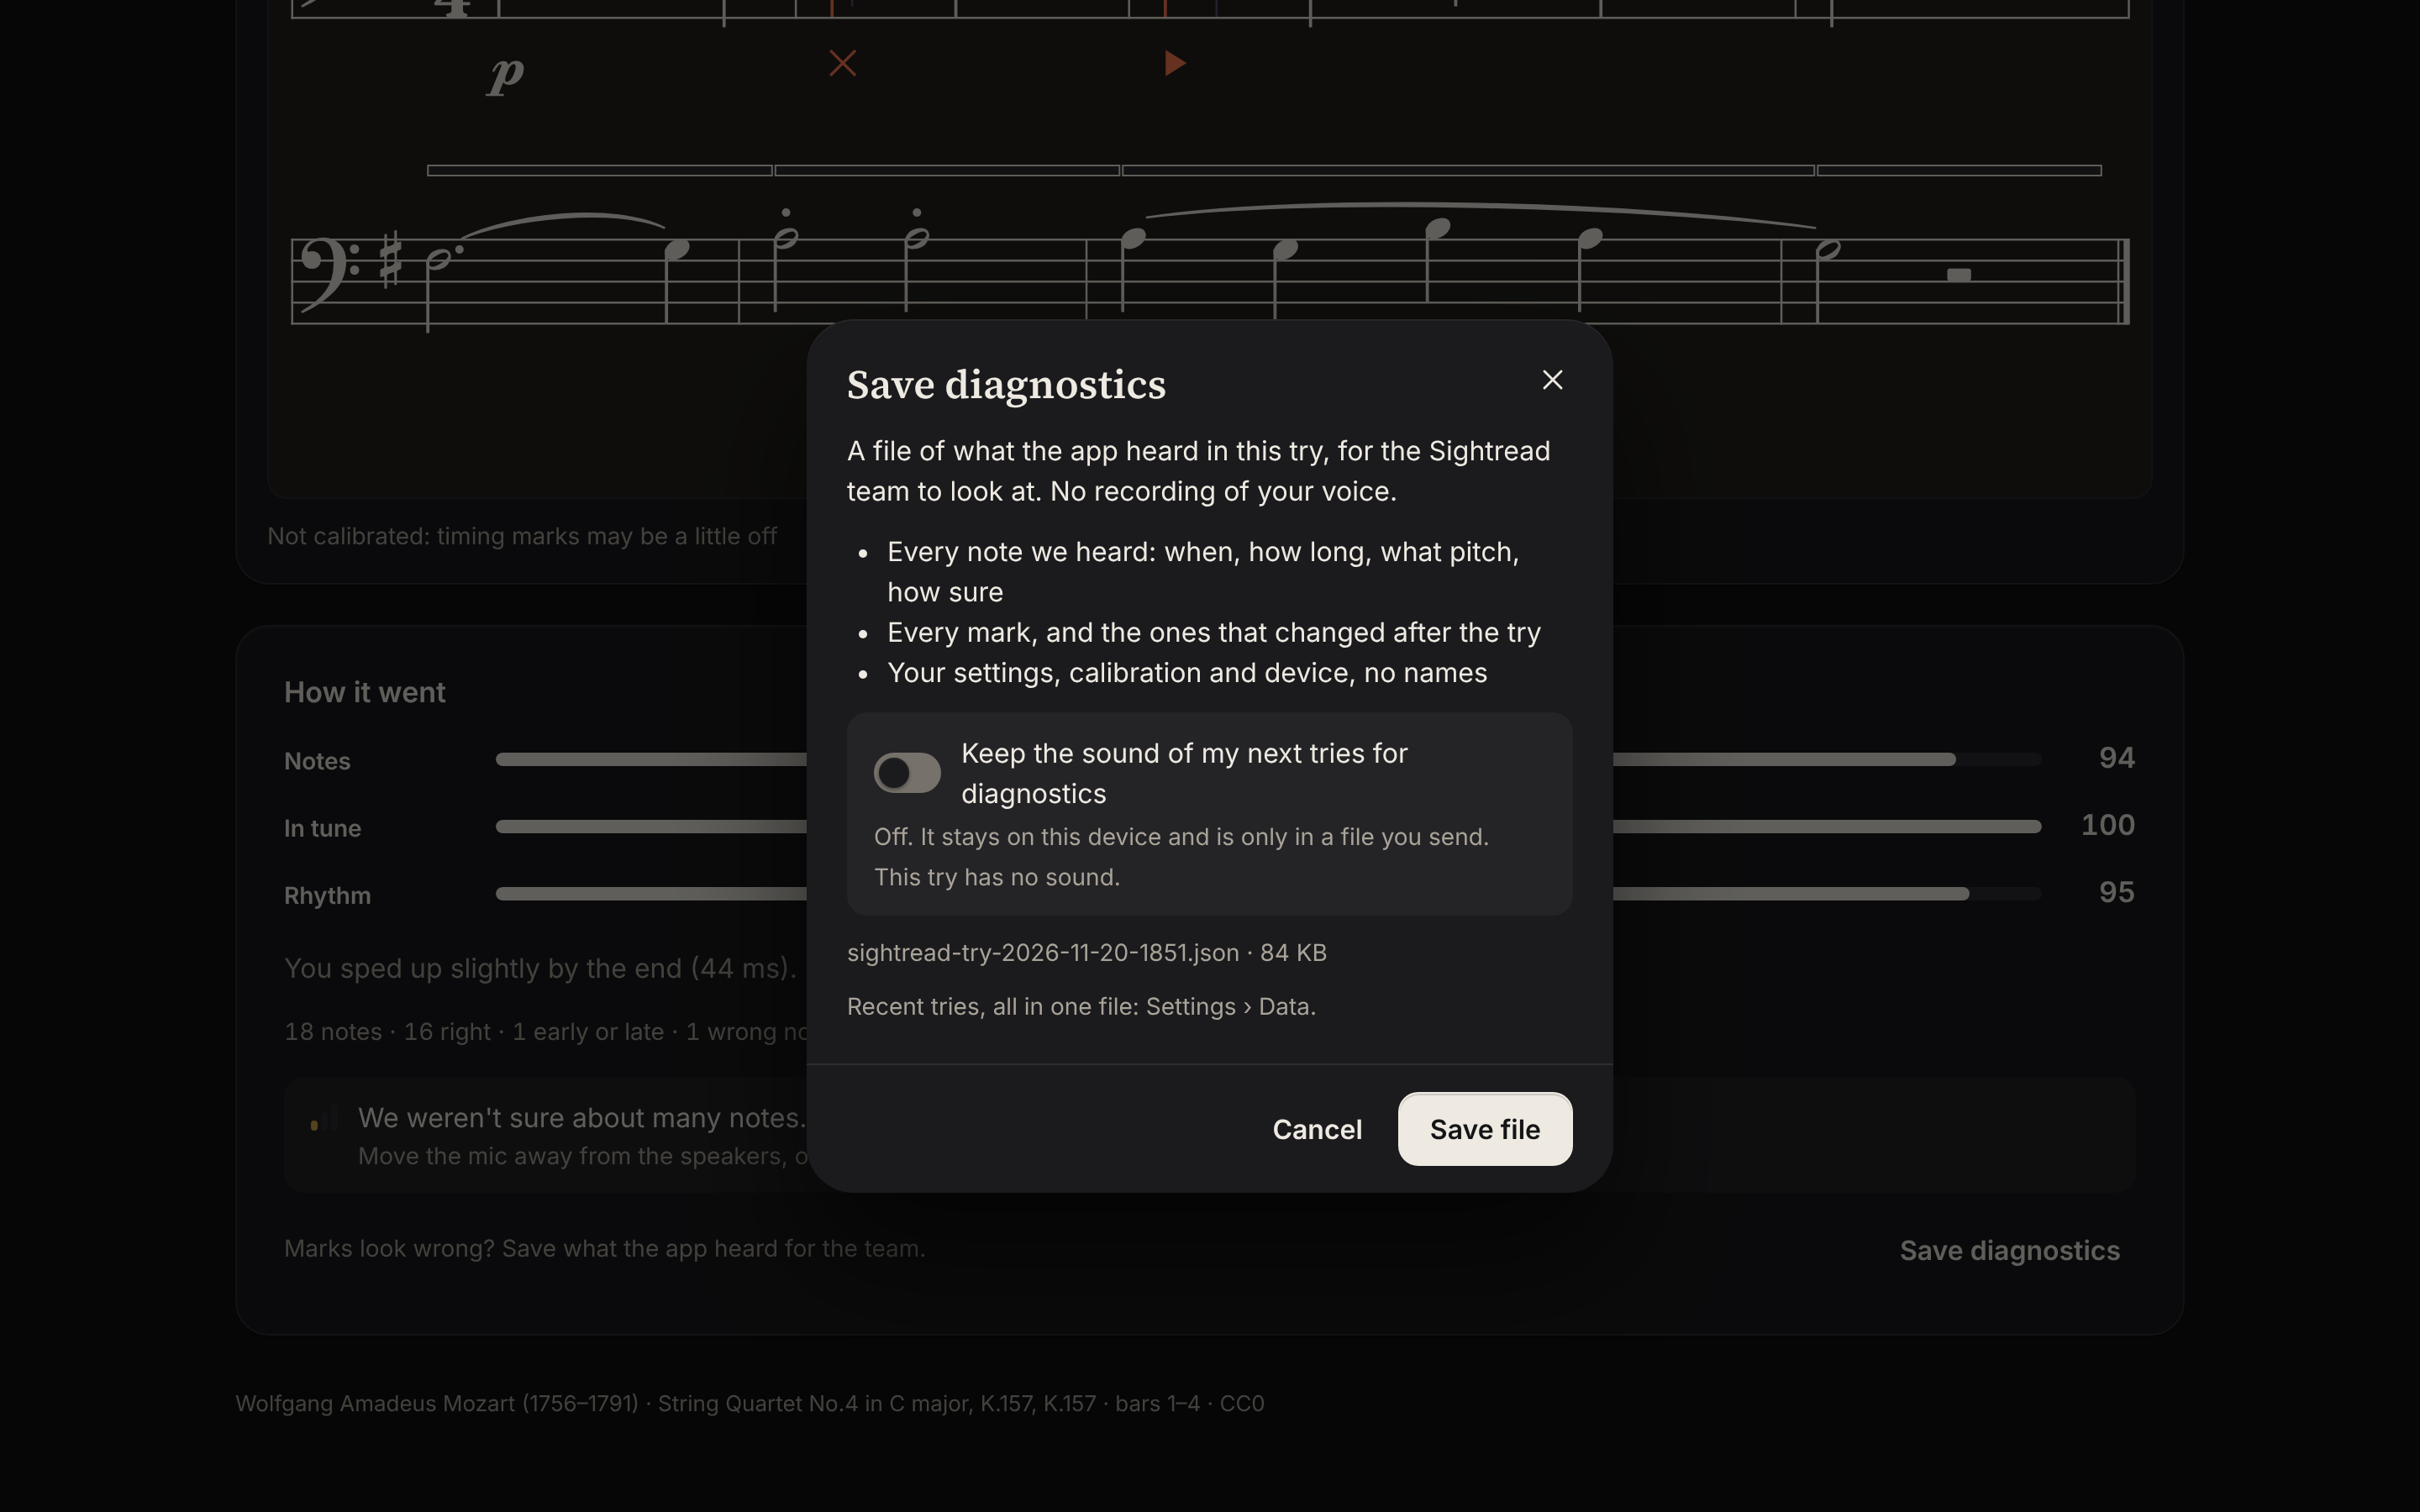 p
Save diagnostics
A file of what the app heard in this try, for the Sightread
team to look at. No recording of your voice.
• Every note we heard: when, how long, what pitch,
how sure
• Every mark, and the ones that changed after the try
• Your settings, calibration and device, no names
Keep the sound of my next tries for
diagnostics
Off. It stays on this device and is only in a file you send.
This try has no sound.
sightread-try-2026-11-20-1851.json · 84 KB
Recent tries, all in one file: Settings › Data.
Cancel
Save file
Not calibrated: timing marks may be a little off
How it went
Notes 94
In tune 100
Rhythm 95
You sped up slightly by the end (44 ms).
18 notes · 16 right · 1 early or late · 1 wrong
We weren't sure about many notes.
Move the mic away from the speakers,
Marks look wrong? Save what the app heard for the team.
Save diagnostics
Wolfgang Amadeus Mozart (1756–1791) · String Quartet No.4 in C major, K.157, K.157 · bars 1–4 · CC0